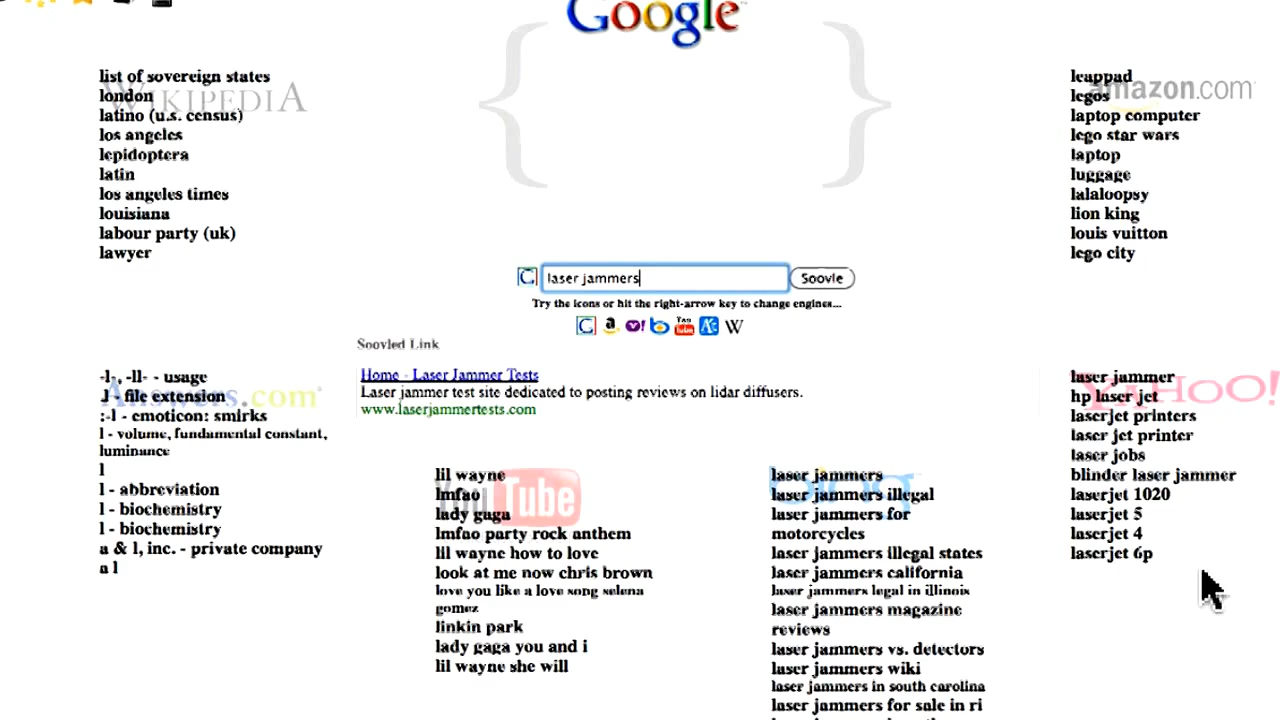 Google™
list of sovereign states
london
latino (u.s. census)
los angeles
lepidoptera
latin
los angeles times
louisiana
labour party (uk)
lawyer
WIKIPEDIA
leappad
legos
laptop computer
lego star wars
laptop
luggage
lalaloopsy
lion king
louis vuitton
lego city
amazon.com
laser jammers
Soovle
Try the icons or hit the right-arrow key to change engines...
Soovled Link
Home - Laser Jammer Tests
Laser jammer test site dedicated to posting reviews on lidar diffusers.
www.laserjammertests.com
-l-, -ll- - usage
.l - file extension
:-l - emoticon: smirks
l - volume, fundamental constant,
luminance
l
l - abbreviation
l - biochemistry
l - biochemistry
a & l, inc. - private company
a l
Answers.com
lil wayne
lmfao
lady gaga
lmfao party rock anthem
lil wayne how to love
look at me now chris brown
love you like a love song selena
gomez
linkin park
lady gaga you and i
lil wayne she will
YouTube
laser jammers
laser jammers illegal
laser jammers for
motorcycles
laser jammers illegal states
laser jammers california
laser jammers legal in illinois
laser jammers magazine
reviews
laser jammers vs. detectors
laser jammers wiki
laser jammers in south carolina
laser jammers for sale in ri
bing
laser jammer
hp laser jet
laserjet printers
laser jet printer
laser jobs
blinder laser jammer
laserjet 1020
laserjet 5
laserjet 4
laserjet 6p
YAHOO!